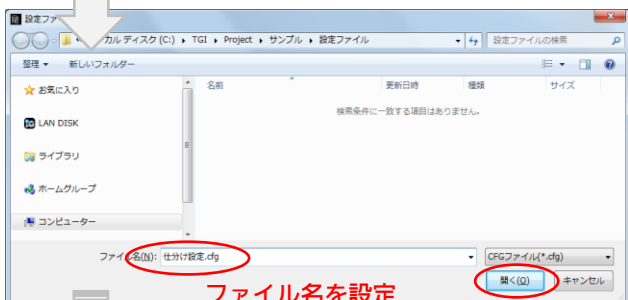 設定ファ
カル ディスク (C:) ▸ TGI ▸ Project ▸ サンプル ▸ 設定ファイル
設定ファイルの検索
整理 ▼ 新しいフォルダー
名前 更新日時 種類 サイズ
検索条件に一致する項目はありません。
お気に入り
LAN DISK
ライブラリ
ホームグループ
コンピューター
ファイル名(N): 仕分け設定.cfg
CFGファイル(*.cfg)
開く(O) キャンセル
ファイル名を設定